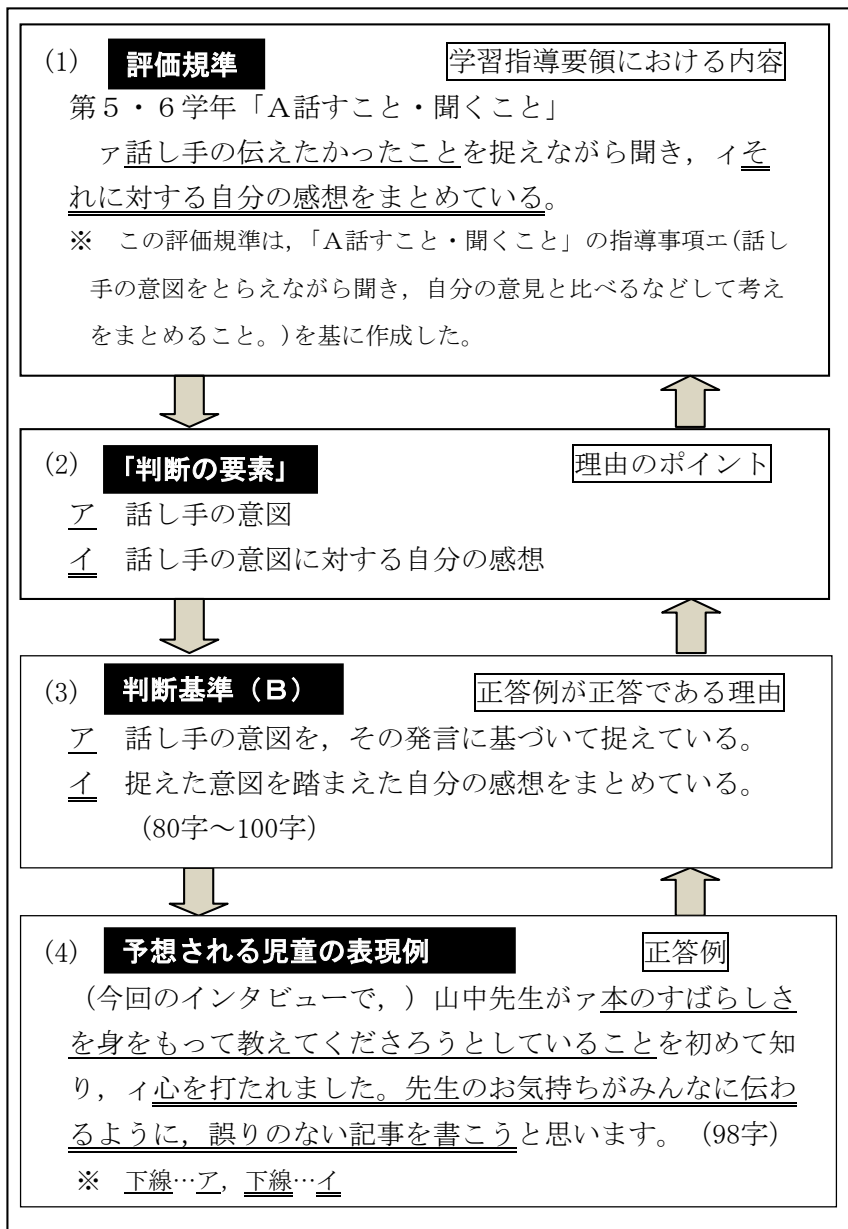 (1) 評価規準 学習指導要領における内容
第５・６学年「Ａ話すこと・聞くこと」
ァ話し手の伝えたかったことを捉えながら聞き，ィそ
れに対する自分の感想をまとめている。
※ この評価規準は，「Ａ話すこと・聞くこと」の指導事項エ(話し
手の意図をとらえながら聞き，自分の意見と比べるなどして考え
をまとめること。)を基に作成した。
(2) 「判断の要素」 理由のポイント
ア 話し手の意図
イ 話し手の意図に対する自分の感想
(3) 判断基準（Ｂ） 正答例が正答である理由
ア 話し手の意図を，その発言に基づいて捉えている。
イ 捉えた意図を踏まえた自分の感想をまとめている。
（80字～100字）
(4) 予想される児童の表現例 正答例
（今回のインタビューで，）山中先生がァ本のすばらしさ
を身をもって教えてくださろうとしていることを初めて知
り，ィ心を打たれました。先生のお気持ちがみんなに伝わ
るように，誤りのない記事を書こうと思います。（98字）
※ 下線…ア，下線…イ